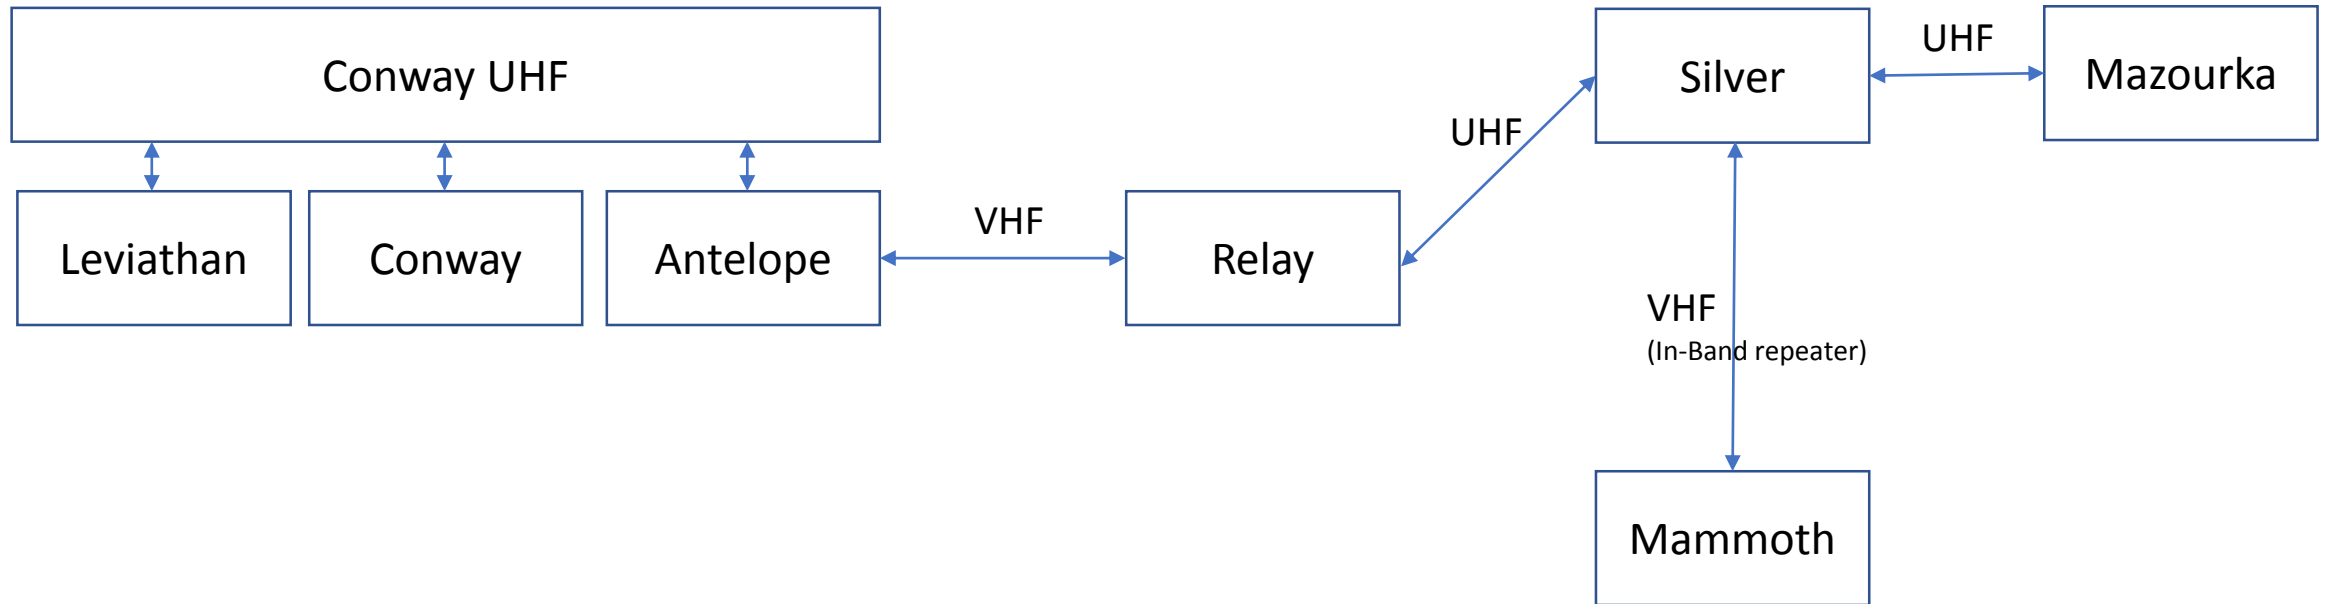 Conway UHF
Silver
UHF
Mazourka
UHF
Leviathan
Conway
Antelope
VHF
Relay
VHF
(In-Band repeater)
Mammoth